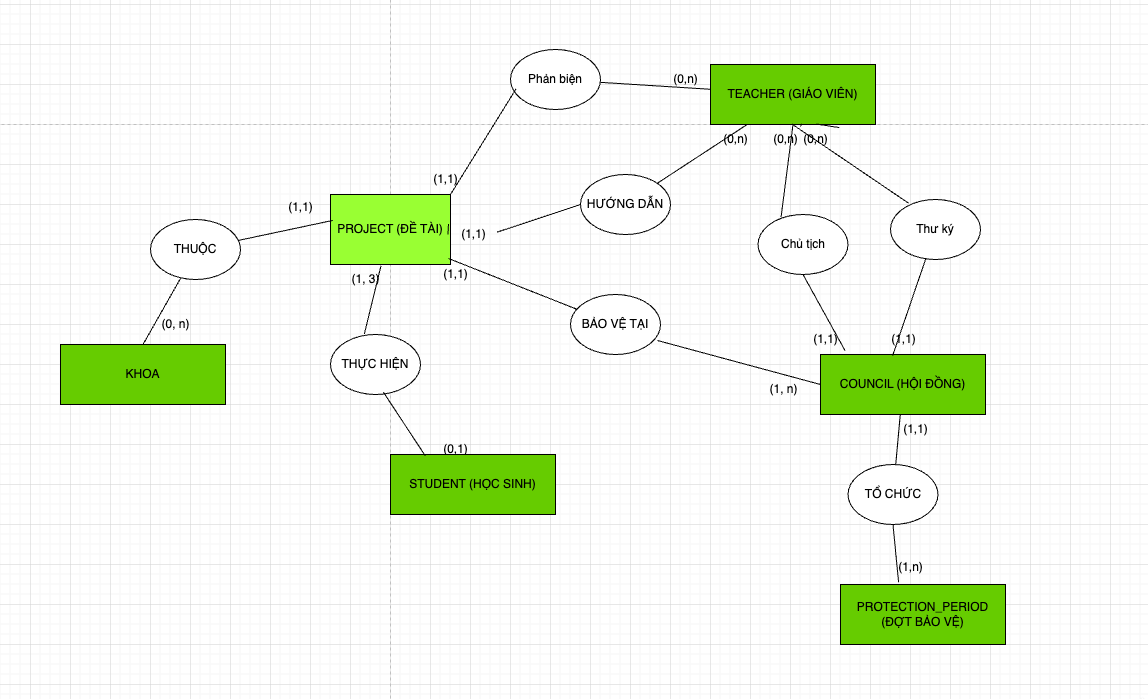 Phản biện
(0,n)
TEACHER (GIÁO VIÊN)
(0,n)
(0,n)
(0,n)
(1,1)
HƯỚNG DẪN
(1,1)
PROJECT (ĐỀ TÀI)
(1,1)
Chủ tịch
Thư ký
THUỘC
(1, 3)
(1,1)
(0, n)
BẢO VỆ TẠI
(1,1)
(1,1)
THỰC HIỆN
KHOA
(1, n)
COUNCIL (HỘI ĐỒNG)
(0,1)
(1,1)
STUDENT (HỌC SINH)
TỔ CHỨC
(1,n)
PROTECTION_PERIOD
(ĐỢT BẢO VỆ)